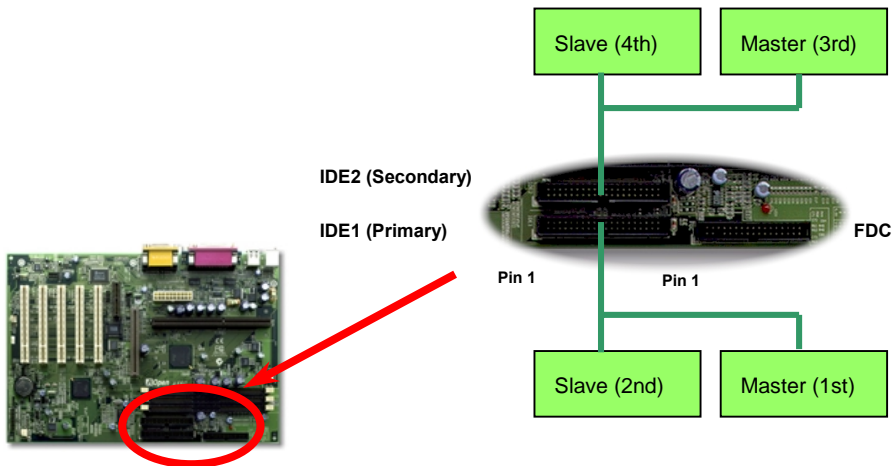 Slave (4th)
Master (3rd)
IDE2 (Secondary)
IDE1 (Primary)
FDC
Pin 1
Pin 1
Slave (2nd)
Master (1st)